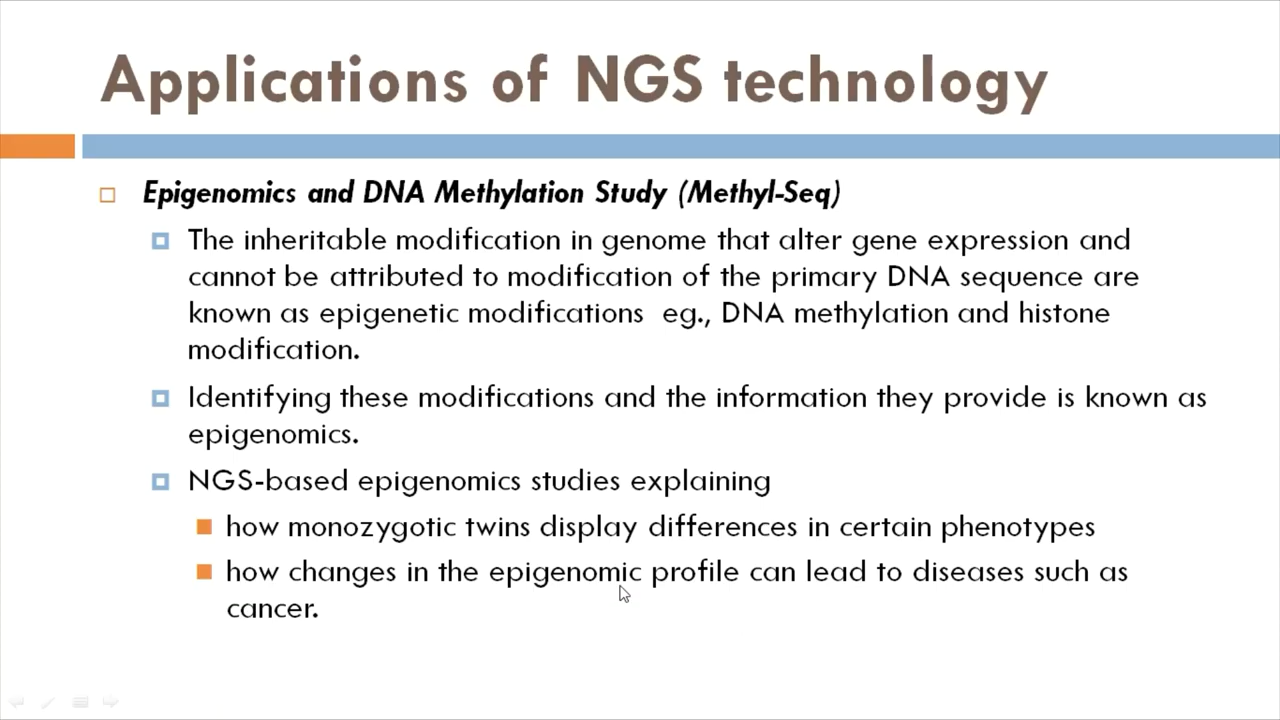 Applications of NGS technology
Epigenomics and DNA Methylation Study (Methyl-Seq)
The inheritable modification in genome that alter gene expression and
cannot be attributed to modification of the primary DNA sequence are
known as epigenetic modifications eg., DNA methylation and histone
modification.
Identifying these modifications and the information they provide is known as
epigenomics.
NGS-based epigenomics studies explaining
how monozygotic twins display differences in certain phenotypes
how changes in the epigenomic profile can lead to diseases such as
cancer.